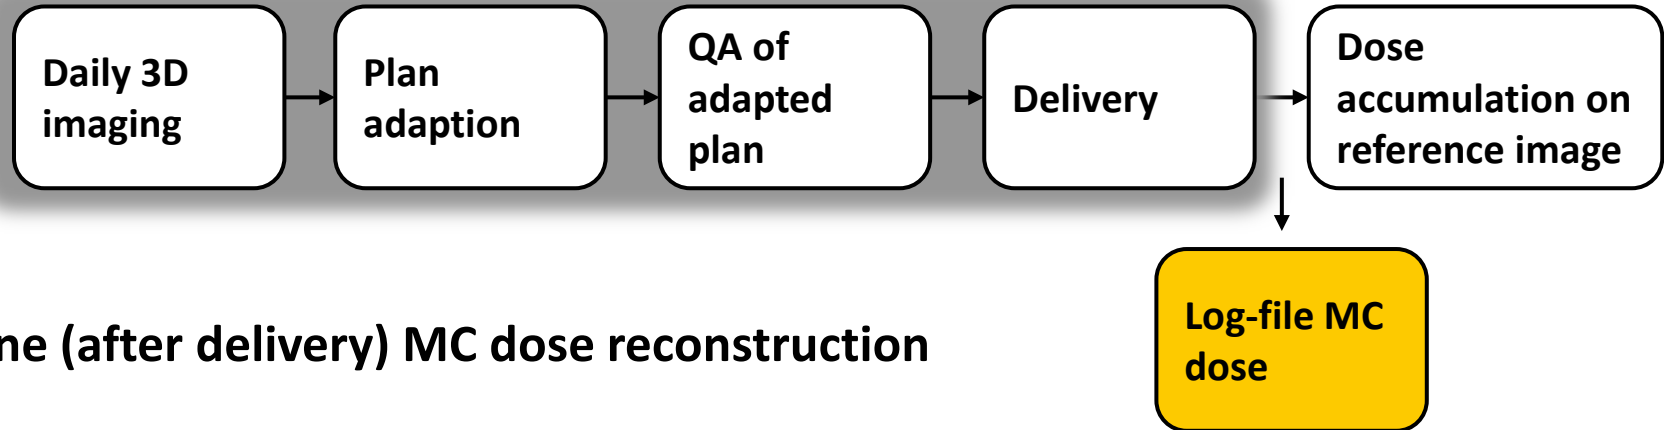 Daily 3D
imaging
Plan
adaption
QA of
adapted
plan
Delivery
Dose
accumulation on
reference image
Log-file MC
dose
ne (after delivery) MC dose reconstruction